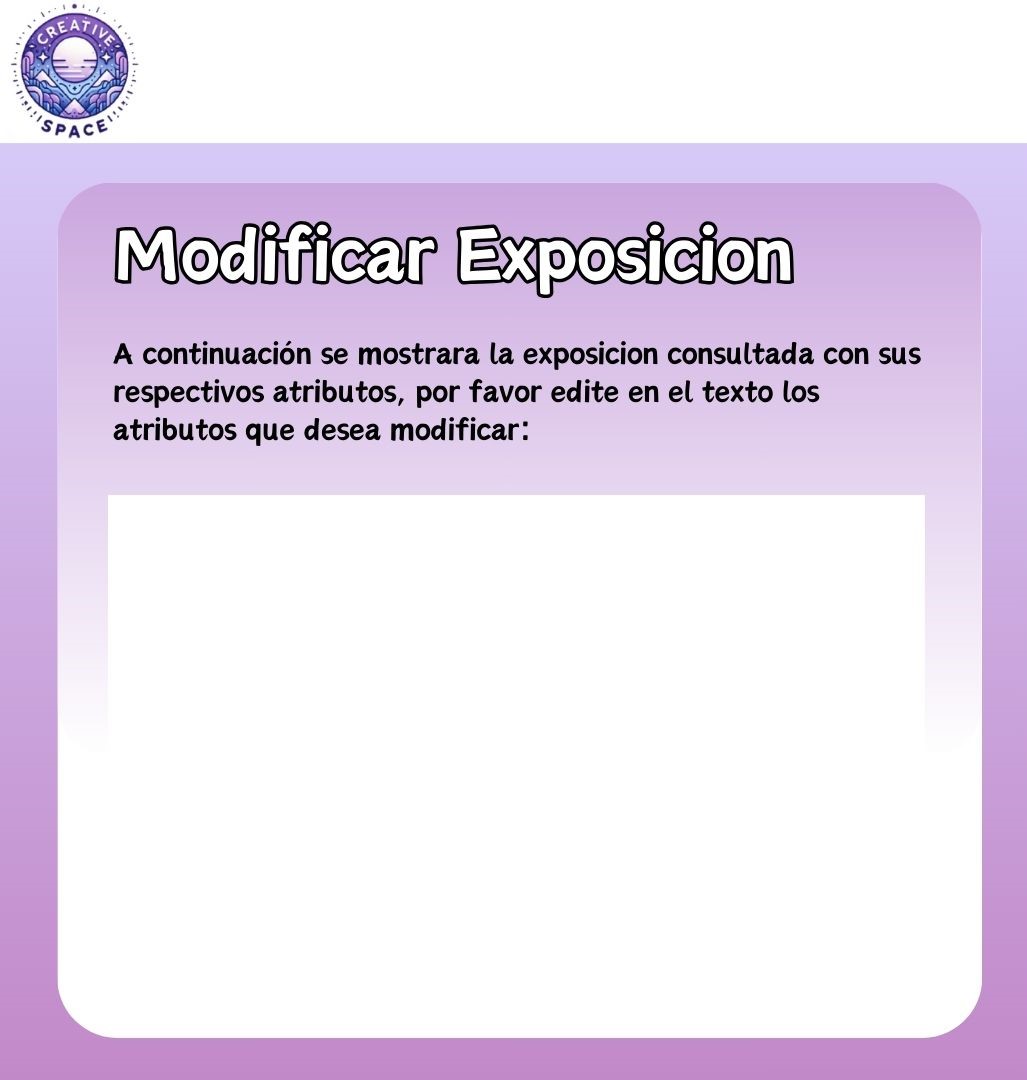 CREATIVE
SPACE
Modificar Exposicion
A continuación se mostrara la exposicion consultada con sus
respectivos atributos, por favor edite en el texto los
atributos que desea modificar: